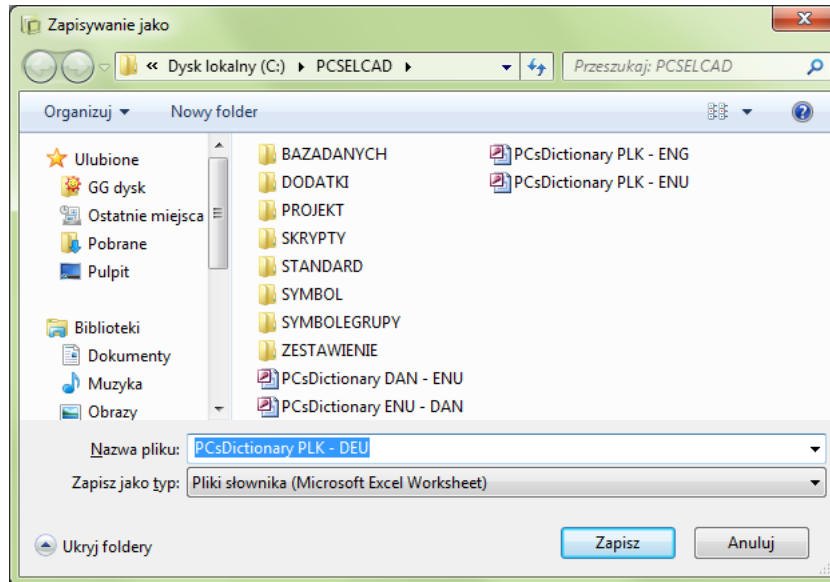 Zapisywanie jako
« Dysk lokalny (C:) PCSELCAD
Przeszukaj: PCSELCAD
Organizuj
Nowy folder
Ulubione
GG dysk
Ostatnie miejsca
Pobrane
Pulpit
Biblioteki
Dokumenty
Muzyka
Obrazy
BAZADANYCH
DODATKI
PROJEKT
SKRYPTY
STANDARD
SYMBOL
SYMBOLEGRUPY
ZESTAWIENIE
PCsDictionary DAN - ENU
PCsDictionary ENU - DAN
PCsDictionary PLK - ENG
PCsDictionary PLK - ENU
Nazwa pliku: PCsDictionary PLK - DEU
Zapisz jako typ: Pliki słownika (Microsoft Excel Worksheet)
Ukryj foldery
Zapisz
Anuluj